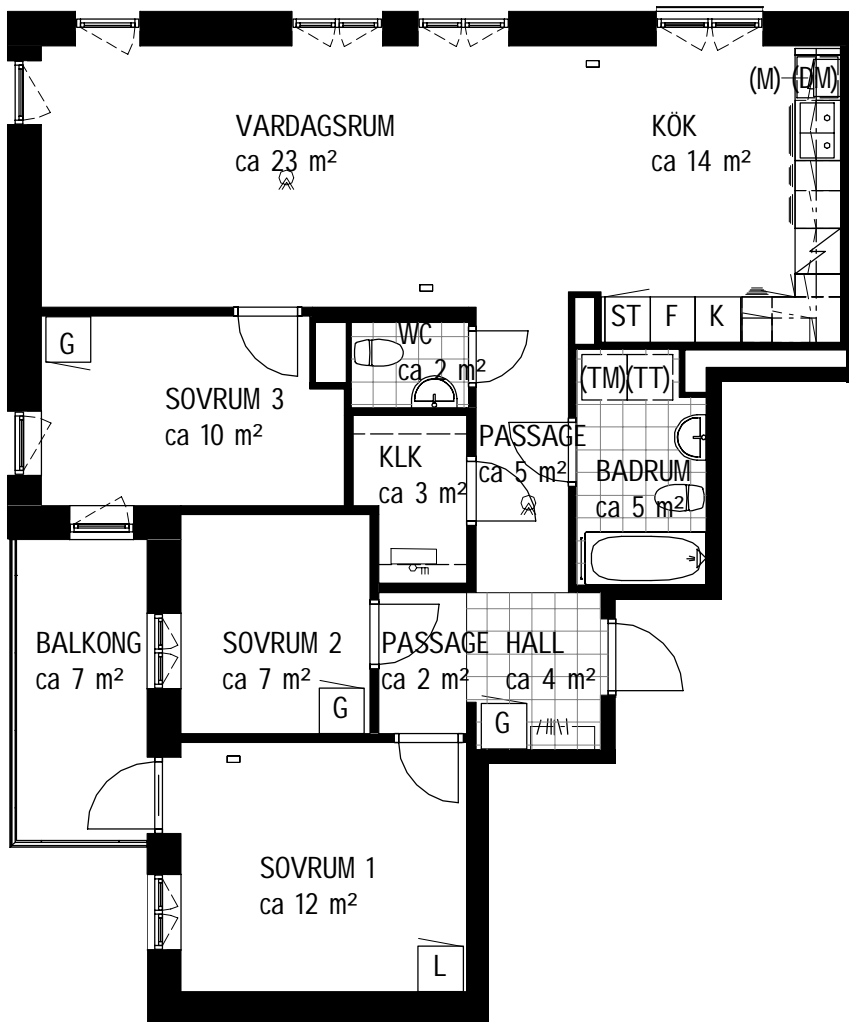 (M) (DM)
VARDAGSRUM
ca 23 m²
KÖK
ca 14 m²
ST F K
G
WC
ca 2 m²
(TM) (TT)
SOVRUM 3
ca 10 m²
PASSAGE
ca 5 m²
KLK
ca 3 m²
BADRUM
ca 5 m²
BALKONG
ca 7 m²
SOVRUM 2
ca 7 m²
PASSAGE
ca 2 m²
HALL
ca 4 m²
G
G
SOVRUM 1
ca 12 m²
L